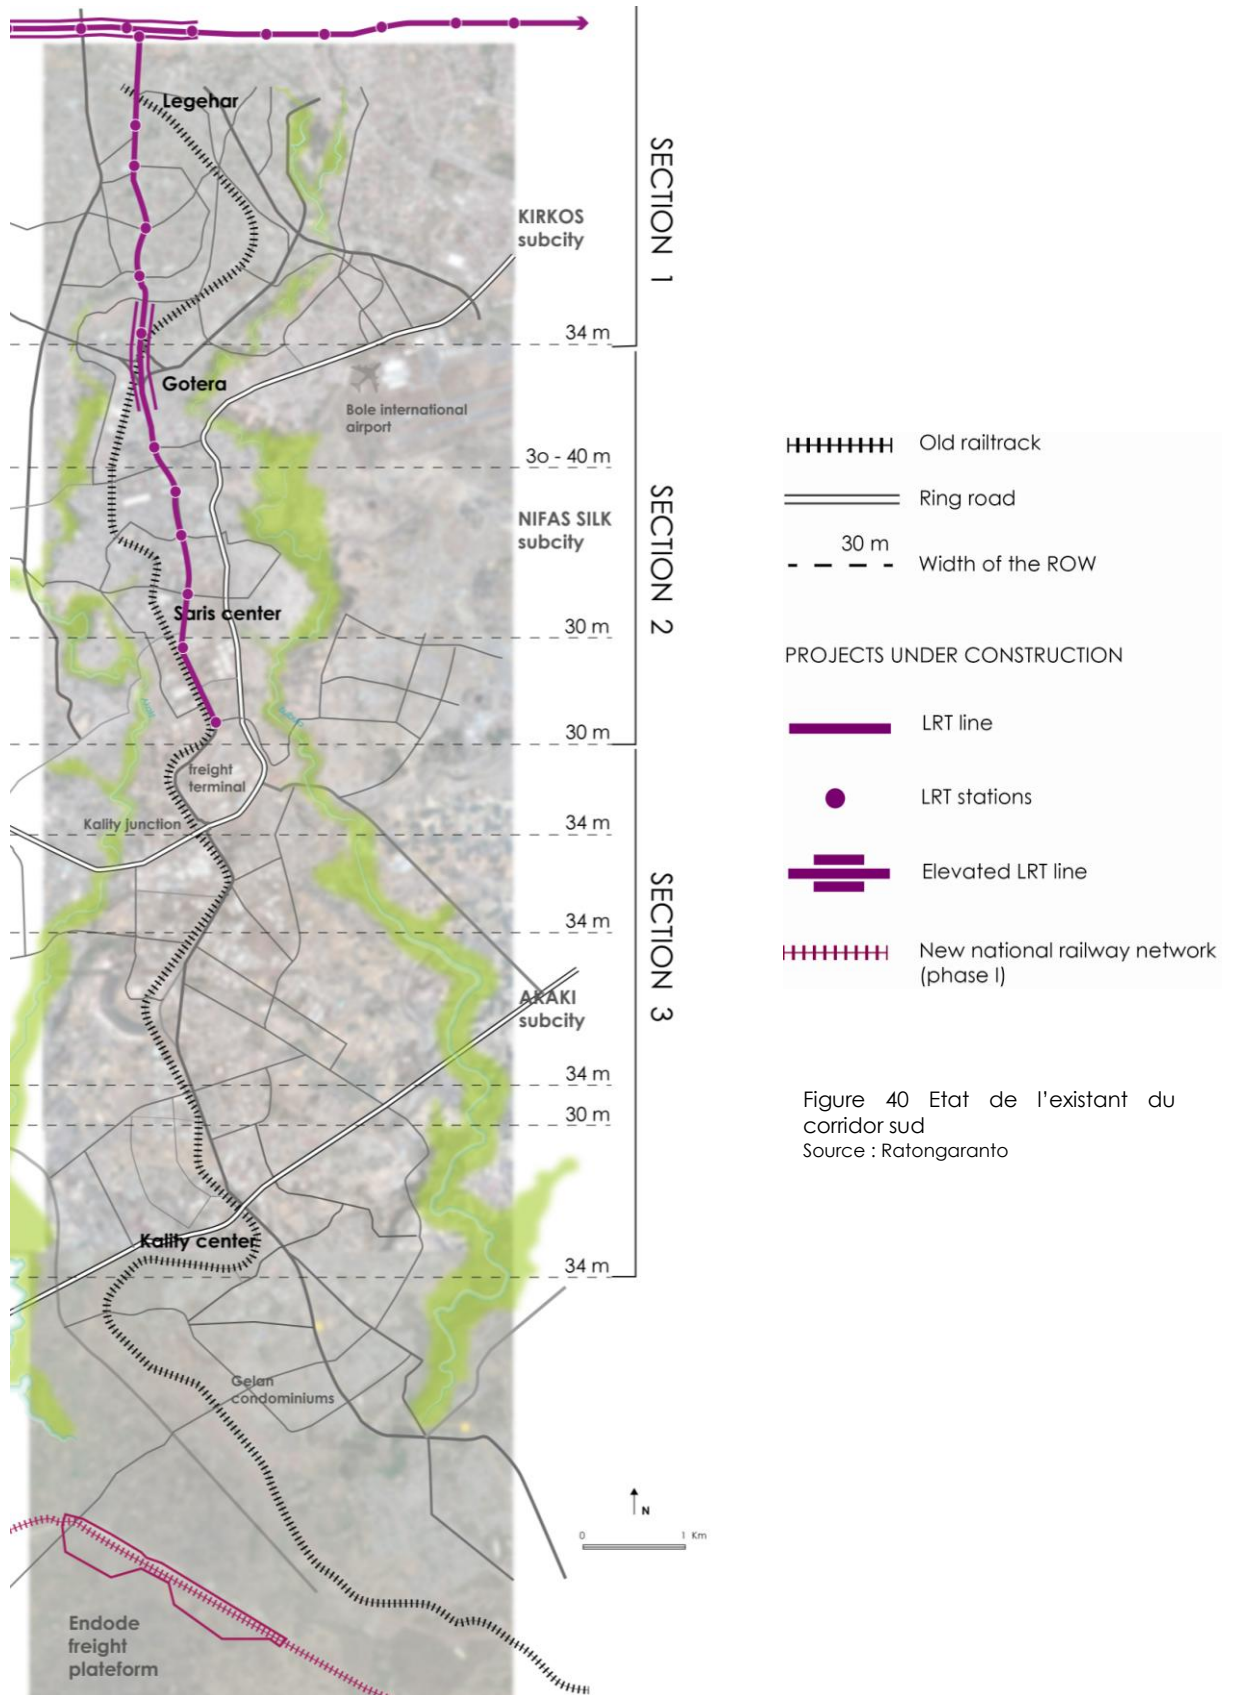 Legehar
SECTION 1
KIRKOS
subcity
34 m
Gotera
Bole international
airport
3o - 40 m
NIFAS SILK
subcity
SECTION 2
Saris center
30 m
30 m
freight
terminal
Kality junction
34 m
34 m
SECTION 3
AKAKI
subcity
34 m
30 m
Kality center
34 m
Gelan
condominiums
N
0 1 Km
Endode
freight
plateform
Old railtrack
Ring road
30 m
Width of the ROW
PROJECTS UNDER CONSTRUCTION
LRT line
LRT stations
Elevated LRT line
New national railway network
(phase I)
Figure 40 Etat de l'existant du
corridor sud
Source : Ratongaranto